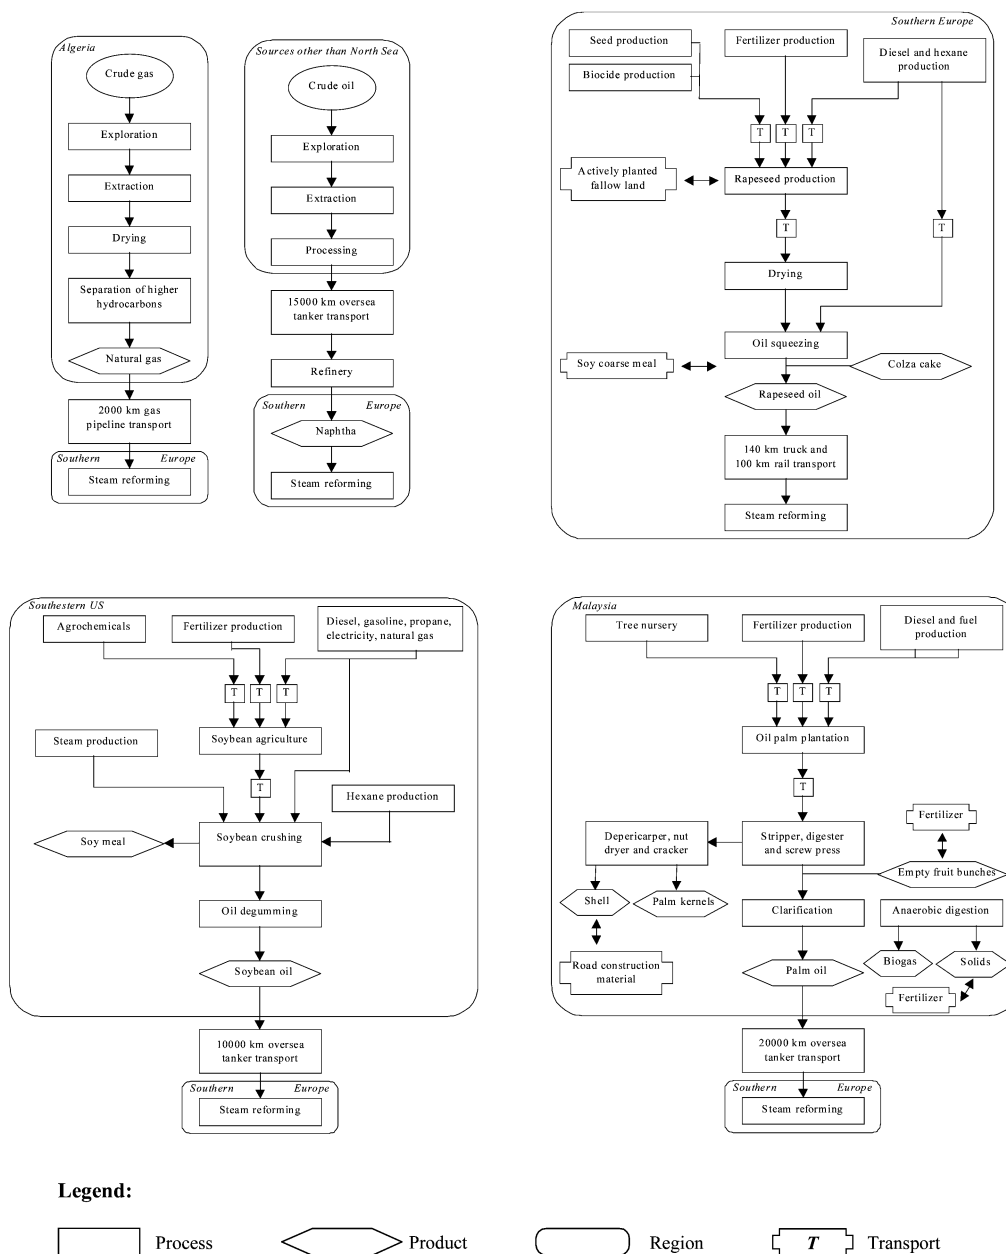 Algeria
Crude gas
Exploration
Extraction
Drying
Separation of higher
hydrocarbons
Natural gas
2000 km gas
pipeline transport
Southern Europe
Steam reforming
Sources other than North Sea
Crude oil
Exploration
Extraction
Processing
15000 km oversea
tanker transport
Refinery
Southern Europe
Naphtha
Steam reforming
Southern Europe
Seed production
Fertilizer production
Diesel and hexane
production
Biocide production
T T T
Actively planted
fallow land
Rapeseed production
T
T
Drying
Oil squeezing
Soy coarse meal
Colza cake
Rapeseed oil
140 km truck and
100 km rail transport
Steam reforming
Southestern US
Agrochemicals
Fertilizer production
Diesel, gasoline, propane,
electricity, natural gas
T T T
Steam production
Soybean agriculture
T
Hexane production
Soy meal
Soybean crushing
Oil degumming
Soybean oil
10000 km oversea
tanker transport
Southern Europe
Steam reforming
Malaysia
Tree nursery
Fertilizer production
Diesel and fuel
production
T T T
Oil palm plantation
T
Fertilizer
Depericarper, nut
dryer and cracker
Stripper, digester
and screw press
Empty fruit bunches
Shell
Palm kernels
Clarification
Anaerobic digestion
Road construction
material
Palm oil
Biogas
Solids
Fertilizer
20000 km oversea
tanker transport
Southern Europe
Steam reforming
Legend:
Process
Product
Region
T
Transport